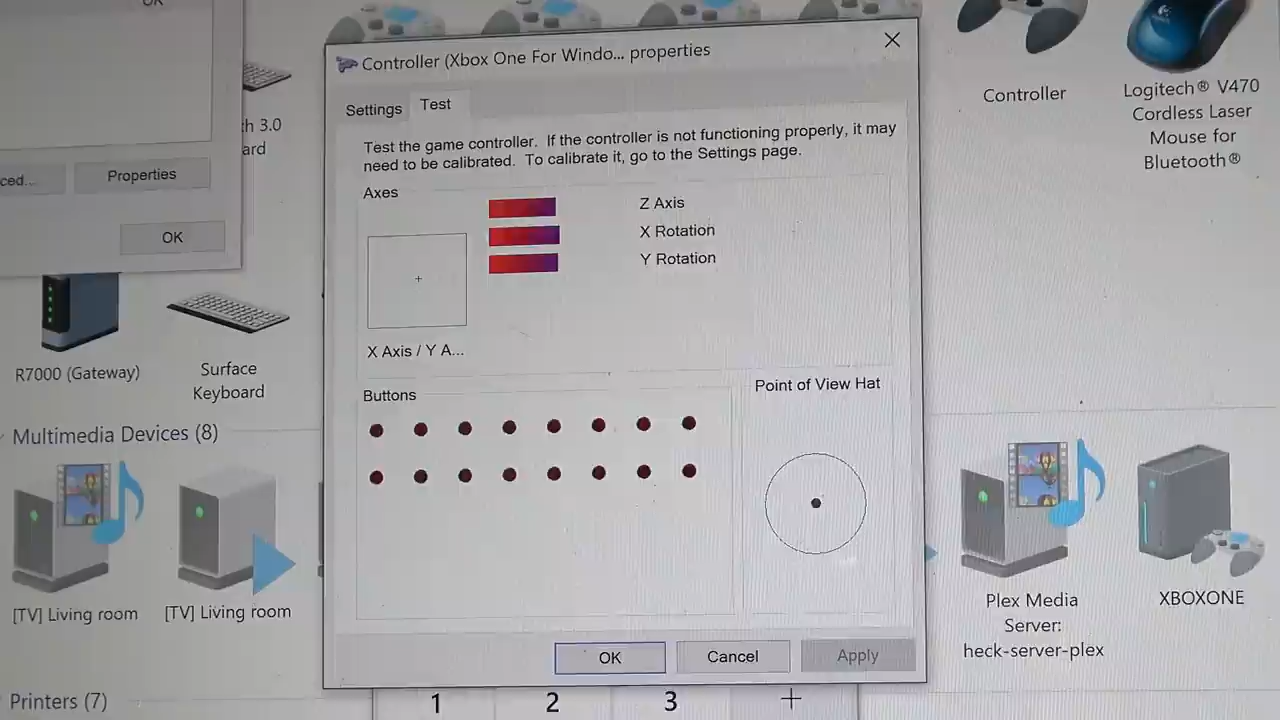 OK
Controller (Xbox One For Windo... properties
Settings
Test
Test the game controller. If the controller is not functioning properly, it may
need to be calibrated. To calibrate it, go to the Settings page.
Axes
Z Axis
X Rotation
Y Rotation
X Axis / Y A...
Buttons
Point of View Hat
OK
Cancel
Apply
h 3.0
ard
ced...
Properties
OK
Controller
Logitech® V470
Cordless Laser
Mouse for
Bluetooth®
R7000 (Gateway)
Surface
Keyboard
Multimedia Devices (8)
[TV] Living room
[TV] Living room
Plex Media
Server:
heck-server-plex
XBOXONE
Printers (7)
1
2
3
+